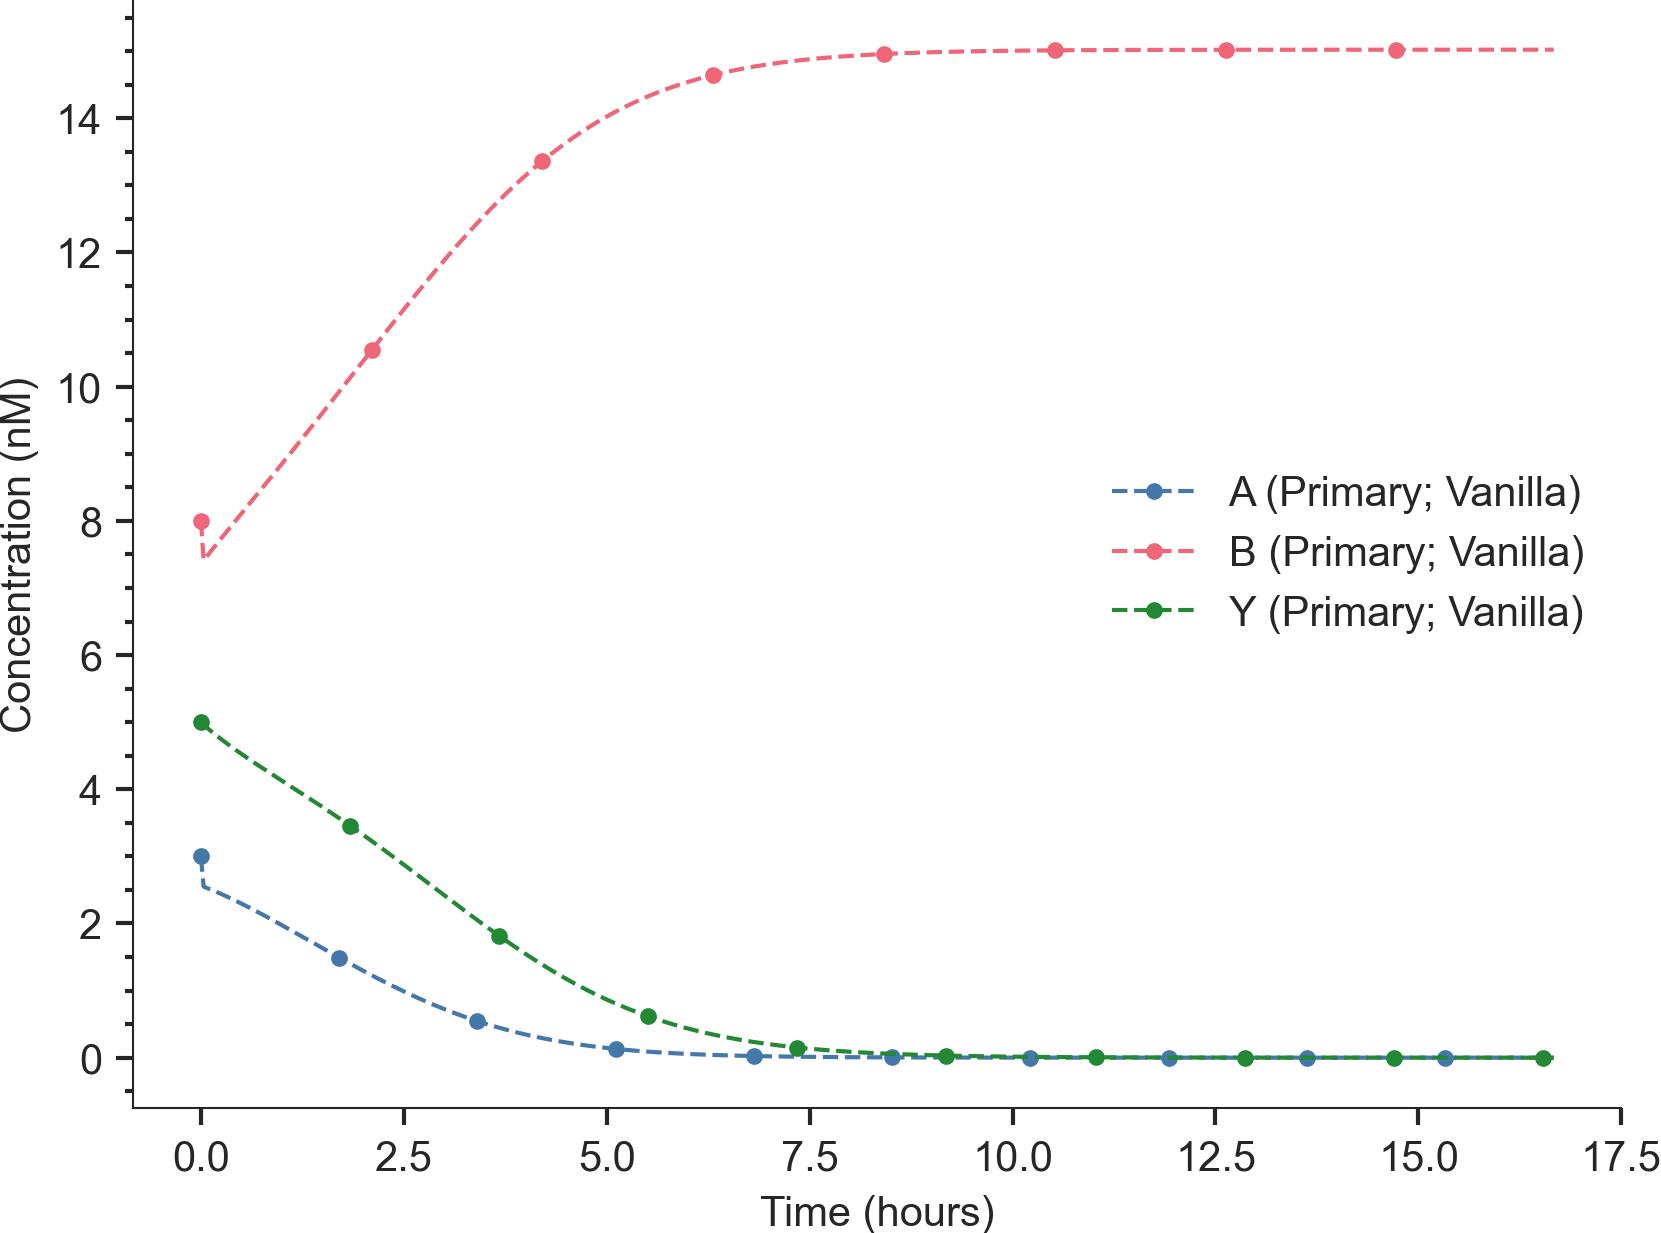 Concentration (nM)
14
12
10
8
6
4
2
0
A (Primary; Vanilla)
B (Primary; Vanilla)
Y (Primary; Vanilla)
0.0 2.5 5.0 7.5 10.0 12.5 15.0 17.5
Time (hours)